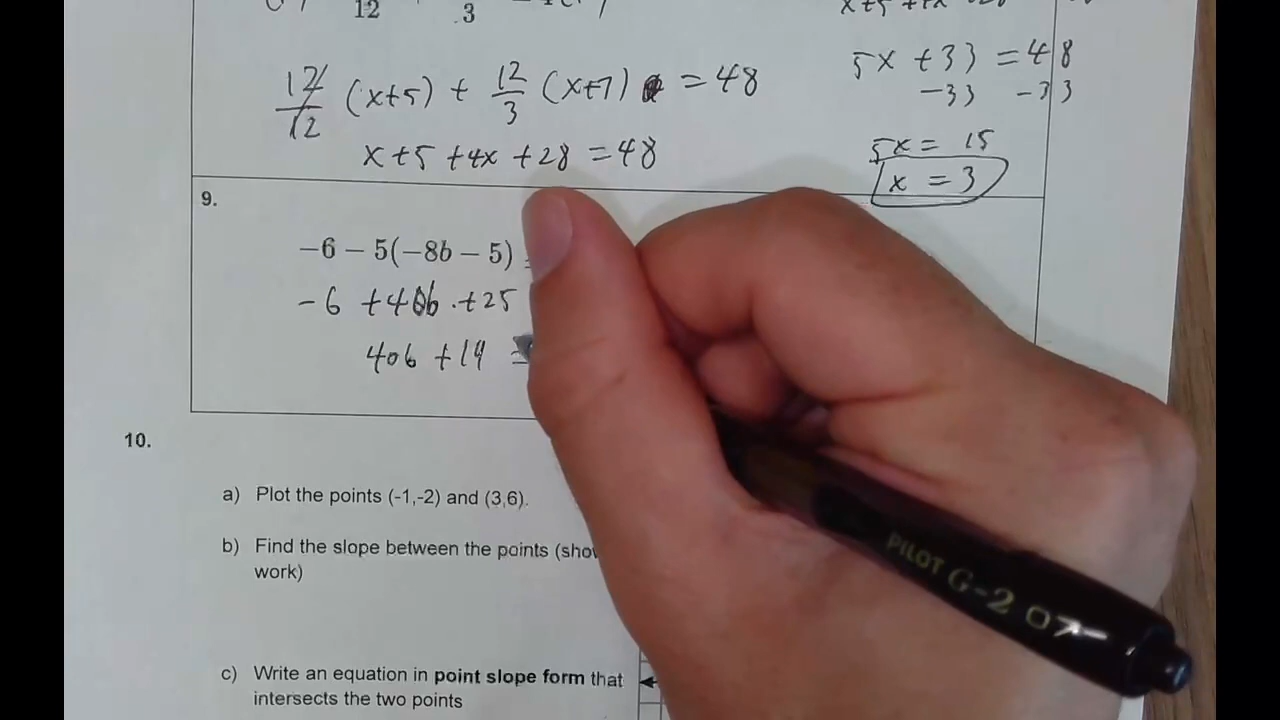 12 3
12/12 (x+5) + 12/3 (x+7) = 48
x + 5 + 4x + 28 = 48
5x + 33 = 48
-33 -33
5x = 15
x = 3
9.
-6 - 5(-8b - 5)
-6 + 40b + 25
40b + 19 =
10.
a) Plot the points (-1,-2) and (3,6).
b) Find the slope between the points
work)
c) Write an equation in point slope form that
intersects the two points
PILOT G-2 07